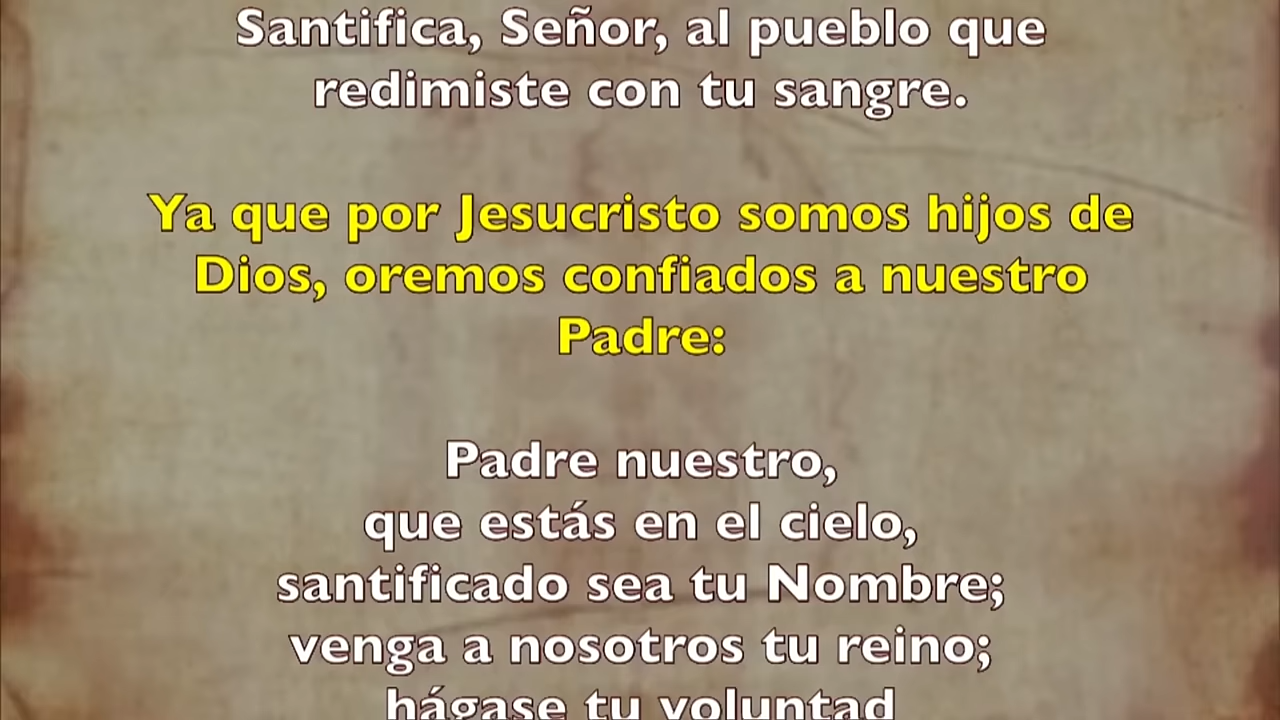 Santifica, Señor, al pueblo que
redimiste con tu sangre.
Ya que por Jesucristo somos hijos de
Dios, oremos confiados a nuestro
Padre:
Padre nuestro,
que estás en el cielo,
santificado sea tu Nombre;
venga a nosotros tu reino;
hágase tu voluntad